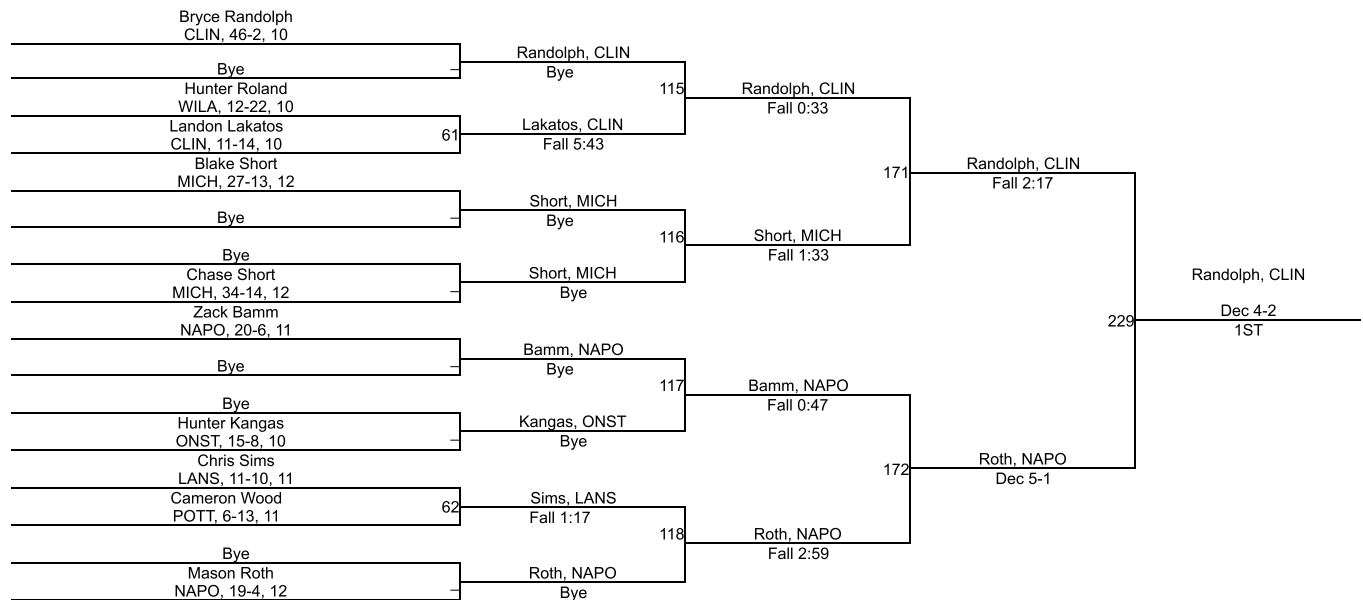 Bryce Randolph
CLIN, 46-2, 10
Bye
–
Hunter Roland
WILA, 12-22, 10
Landon Lakatos
CLIN, 11-14, 10
61
Blake Short
MICH, 27-13, 12
Bye
–
Bye
Chase Short
MICH, 34-14, 12
–
Zack Bamm
NAPO, 20-6, 11
Bye
–
Bye
Hunter Kangas
ONST, 15-8, 10
–
Chris Sims
LANS, 11-10, 11
Cameron Wood
POTT, 6-13, 11
62
Bye
Mason Roth
NAPO, 19-4, 12
–
Randolph, CLIN
Bye
115
Lakatos, CLIN
Fall 5:43
Short, MICH
Bye
116
Short, MICH
Bye
Bamm, NAPO
Bye
117
Kangas, ONST
Bye
Sims, LANS
Fall 1:17
118
Roth, NAPO
Bye
Randolph, CLIN
Fall 0:33
171
Short, MICH
Fall 1:33
Bamm, NAPO
Fall 0:47
172
Roth, NAPO
Fall 2:59
Randolph, CLIN
Fall 2:17
229
Roth, NAPO
Dec 5-1
Randolph, CLIN
Dec 4-2
1ST